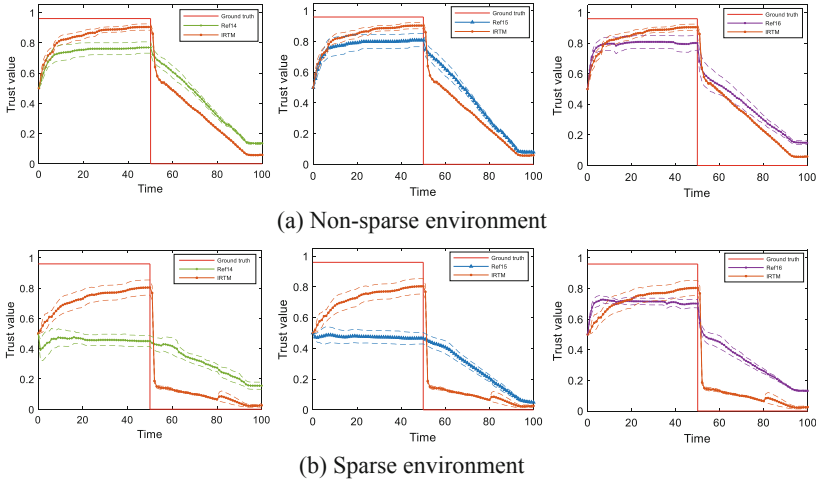 Trust value
1
0.8
0.6
0.4
0.2
0
0 20 40 60 80 100
Time
Ground truth
Ref14
IRTM
Trust value
1
0.8
0.6
0.4
0.2
0
0 20 40 60 80 100
Time
Ground truth
Ref15
IRTM
Trust value
1
0.8
0.6
0.4
0.2
0
0 20 40 60 80 100
Time
Ground truth
Ref16
IRTM
(a) Non-sparse environment
Trust value
1
0.8
0.6
0.4
0.2
0
0 20 40 60 80 100
Time
Ground truth
Ref14
IRTM
Trust value
1
0.8
0.6
0.4
0.2
0
0 20 40 60 80 100
Time
Ground truth
Ref15
IRTM
Trust value
1
0.8
0.6
0.4
0.2
0
0 20 40 60 80 100
Time
Ground truth
Ref16
IRTM
(b) Sparse environment